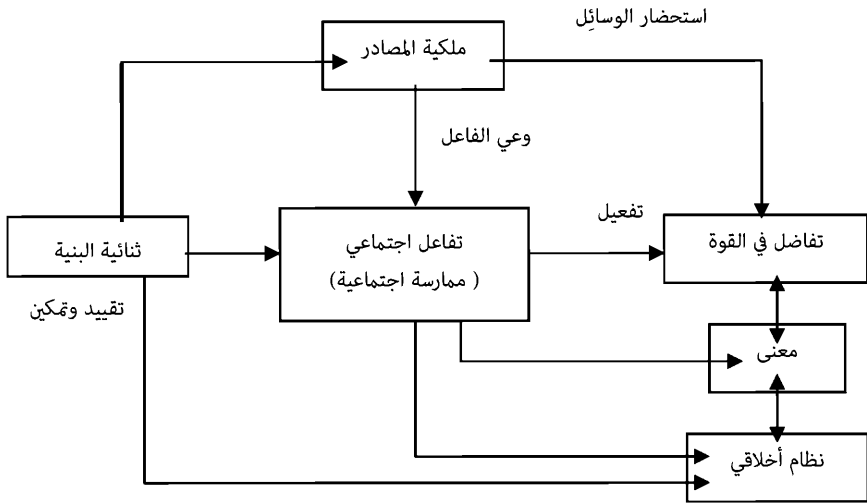 استحضار الوسائِل
ملكية المصادر
وعي الفاعل
تفعيل
تفاعل اجتماعي
( ممارسة اجتماعية)
تفاضل في القوة
ثنائية البنية
تقييد وتمكين
معنى
نظام أخلاقي